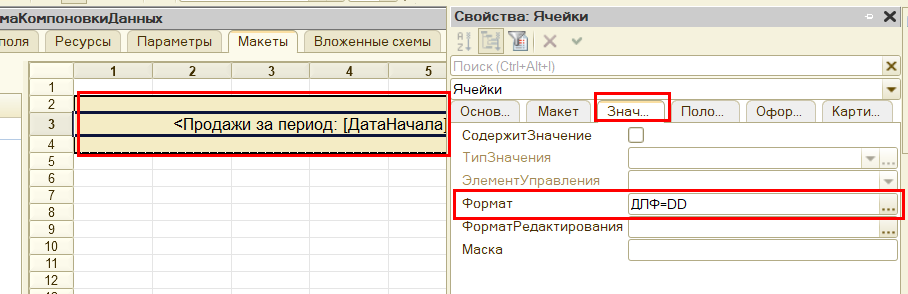 маКомпоновкиДанных
поля Ресурсы Параметры Макеты Вложенные схемы
1 2 3 4 5
1
2
3 <Продажи за период: [ДатаНачала]
4
5
6
7
8
9
10
11
12
Свойства: Ячейки
Поиск (Ctrl+Alt+I)
Ячейки
Основ... Макет Знач... Поло... Офор... Карти...
СодержитЗначение
ТипЗначения
ЭлементУправления
Формат ДЛФ=DD ...
ФорматРедактирования ...
Маска